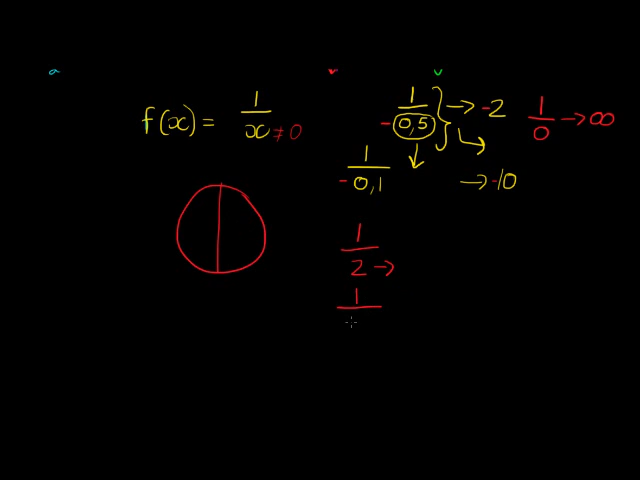 f(x) = 1/x ≠ 0
1/-0,5 → -2
1/0 → ∞
1/-0,1 → -10
1/2 →
1/